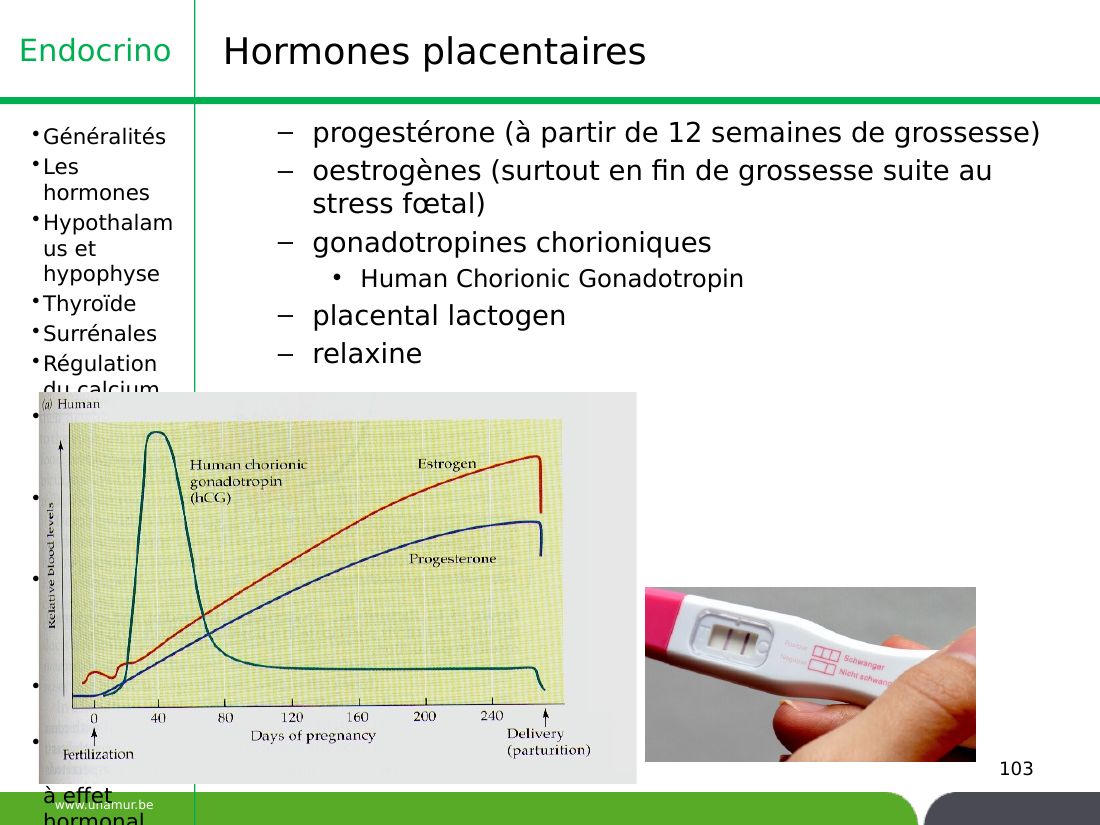 Endocrino
Hormones placentaires
•Généralités
•Les
hormones
•Hypothalam
us et
hypophyse
•Thyroïde
•Surrénales
•Régulation
du calcium
à effet
hormonal
– progestérone (à partir de 12 semaines de grossesse)
– oestrogènes (surtout en fin de grossesse suite au
stress fœtal)
– gonadotropines chorioniques
• Human Chorionic Gonadotropin
– placental lactogen
– relaxine
(a) Human
Relative blood levels
Human chorionic
gonadotropin
(hCG)
Estrogen
Progesterone
0 40 80 120 160 200 240
Days of pregnancy
Fertilization
Delivery
(parturition)
Positive
Schwanger
Negative
Nicht schwang
103
www.unamur.be